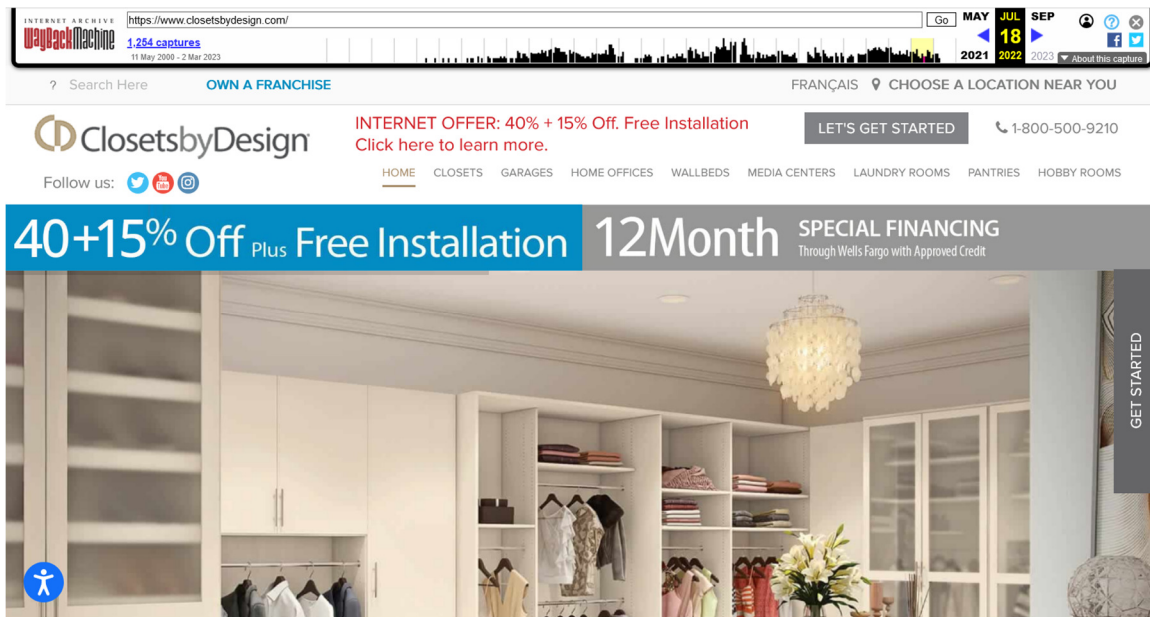 INTERNET ARCHIVE
WayBackMachine
https://www.closetsbydesign.com/
Go
MAY JUL SEP
1,254 captures
18
11 May 2000 - 2 Mar 2023
2021 2022 2023
About this capture
? Search Here
OWN A FRANCHISE
FRANÇAIS
CHOOSE A LOCATION NEAR YOU
ClosetsbyDesign
INTERNET OFFER: 40% + 15% Off. Free Installation
Click here to learn more.
LET'S GET STARTED
1-800-500-9210
Follow us:
You Tube
HOME CLOSETS GARAGES HOME OFFICES WALLBEDS MEDIA CENTERS LAUNDRY ROOMS PANTRIES HOBBY ROOMS
40+15% Off Plus Free Installation
12Month
SPECIAL FINANCING
Through Wells Fargo with Approved Credit
GET STARTED